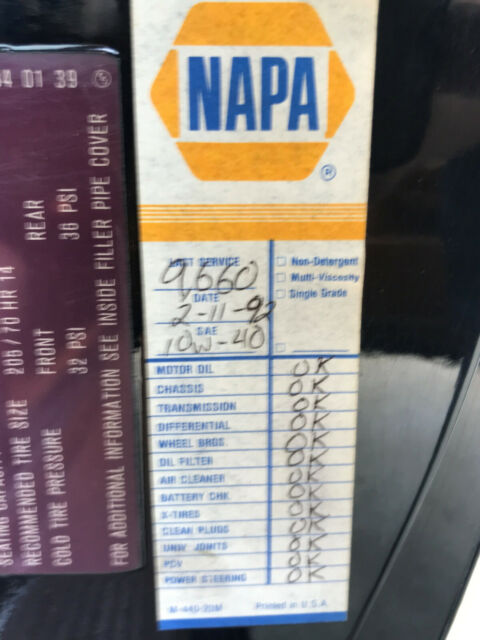 NAPA
®
LAST SERVICE
9,660
DATE
2-11-92
SAE
10W-40
□ Non-Detergent
□ Multi-Viscosity
□ Single Grade
□
MOTOR OIL OK
CHASSIS OK
TRANSMISSION OK
DIFFERENTIAL OK
WHEEL BRGS. OK
OIL FILTER OK
AIR CLEANER OK
BATTERY CHK OK
X-TIRES OK
CLEAN PLUGS OK
UNIV. JOINTS OK
PCV OK
POWER STEERING OK
M-440-20M Printed in U.S.A.
01 39
RECOMMENDED TIRE SIZE 205/70 HR 14
FRONT REAR
COLD TIRE PRESSURE 32 PSI 36 PSI
FOR ADDITIONAL INFORMATION SEE INSIDE FILLER PIPE COVER